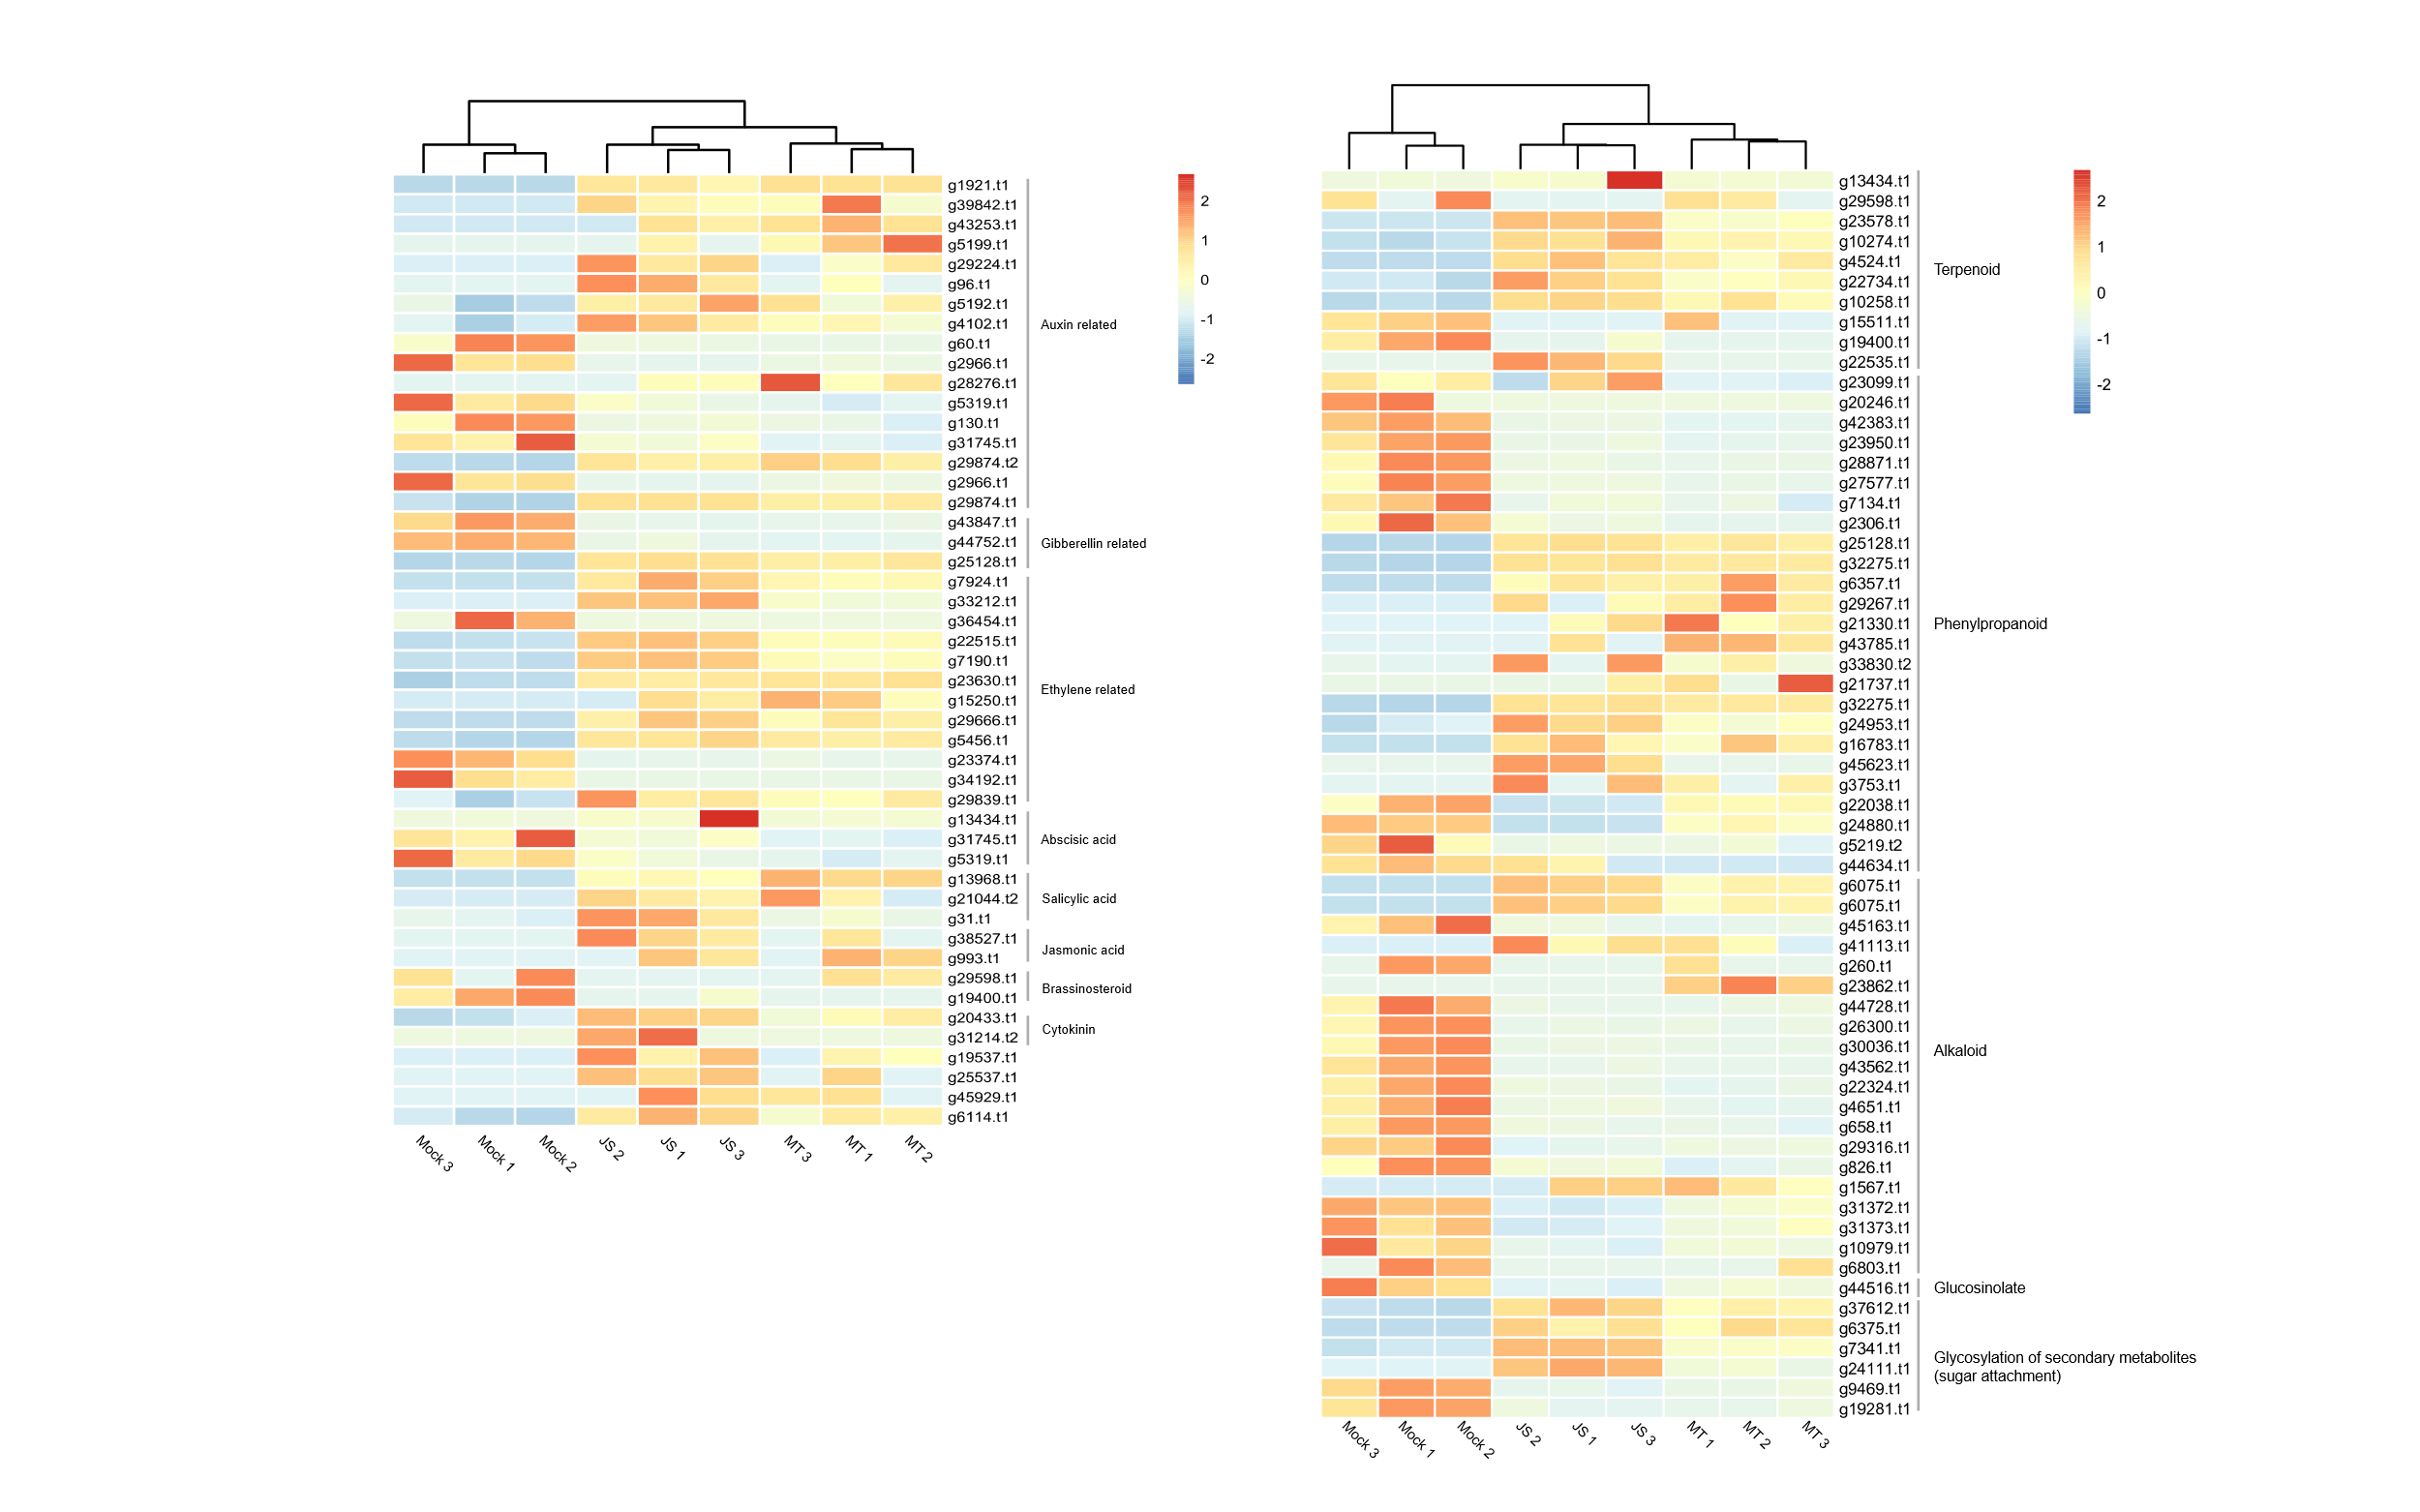 g1921.t1
g39842.t1
g43253.t1
g5199.t1
g29224.t1
g96.t1
g5192.t1
g4102.t1
g60.t1
g2966.t1
g28276.t1
g5319.t1
g130.t1
g31745.t1
g29874.t2
g2966.t1
g29874.t1
Auxin related
g43847.t1
g44752.t1
g25128.t1
Gibberellin related
g7924.t1
g33212.t1
g36454.t1
g22515.t1
g7190.t1
g23630.t1
g15250.t1
g29666.t1
g5456.t1
g23374.t1
g34192.t1
g29839.t1
Ethylene related
g13434.t1
g31745.t1
g5319.t1
Abscisic acid
g13968.t1
g21044.t2
g31.t1
Salicylic acid
g38527.t1
g993.t1
Jasmonic acid
g29598.t1
g19400.t1
Brassinosteroid
g20433.t1
g31214.t2
Cytokinin
g19537.t1
g25537.t1
g45929.t1
g6114.t1
Mock 3
Mock 1
Mock 2
JS 2
JS 1
JS 3
MT 3
MT 1
MT 2
2
1
0
-1
-2
g13434.t1
g29598.t1
g23578.t1
g10274.t1
g4524.t1
g22734.t1
g10258.t1
g15511.t1
g19400.t1
g22535.t1
Terpenoid
g23099.t1
g20246.t1
g42383.t1
g23950.t1
g28871.t1
g27577.t1
g7134.t1
g2306.t1
g25128.t1
g32275.t1
g6357.t1
g29267.t1
g21330.t1
g43785.t1
g33830.t2
g21737.t1
g32275.t1
g24953.t1
g16783.t1
g45623.t1
g3753.t1
g22038.t1
g24880.t1
g5219.t2
g44634.t1
Phenylpropanoid
g6075.t1
g6075.t1
g45163.t1
g41113.t1
g260.t1
g23862.t1
g44728.t1
g26300.t1
g30036.t1
g43562.t1
g22324.t1
g4651.t1
g658.t1
g29316.t1
g826.t1
g1567.t1
g31372.t1
g31373.t1
g10979.t1
g6803.t1
Alkaloid
g44516.t1
Glucosinolate
g37612.t1
g6375.t1
g7341.t1
g24111.t1
g9469.t1
g19281.t1
Glycosylation of secondary metabolites
(sugar attachment)
Mock 3
Mock 1
Mock 2
JS 2
JS 1
JS 3
MT 1
MT 2
MT 3
2
1
0
-1
-2